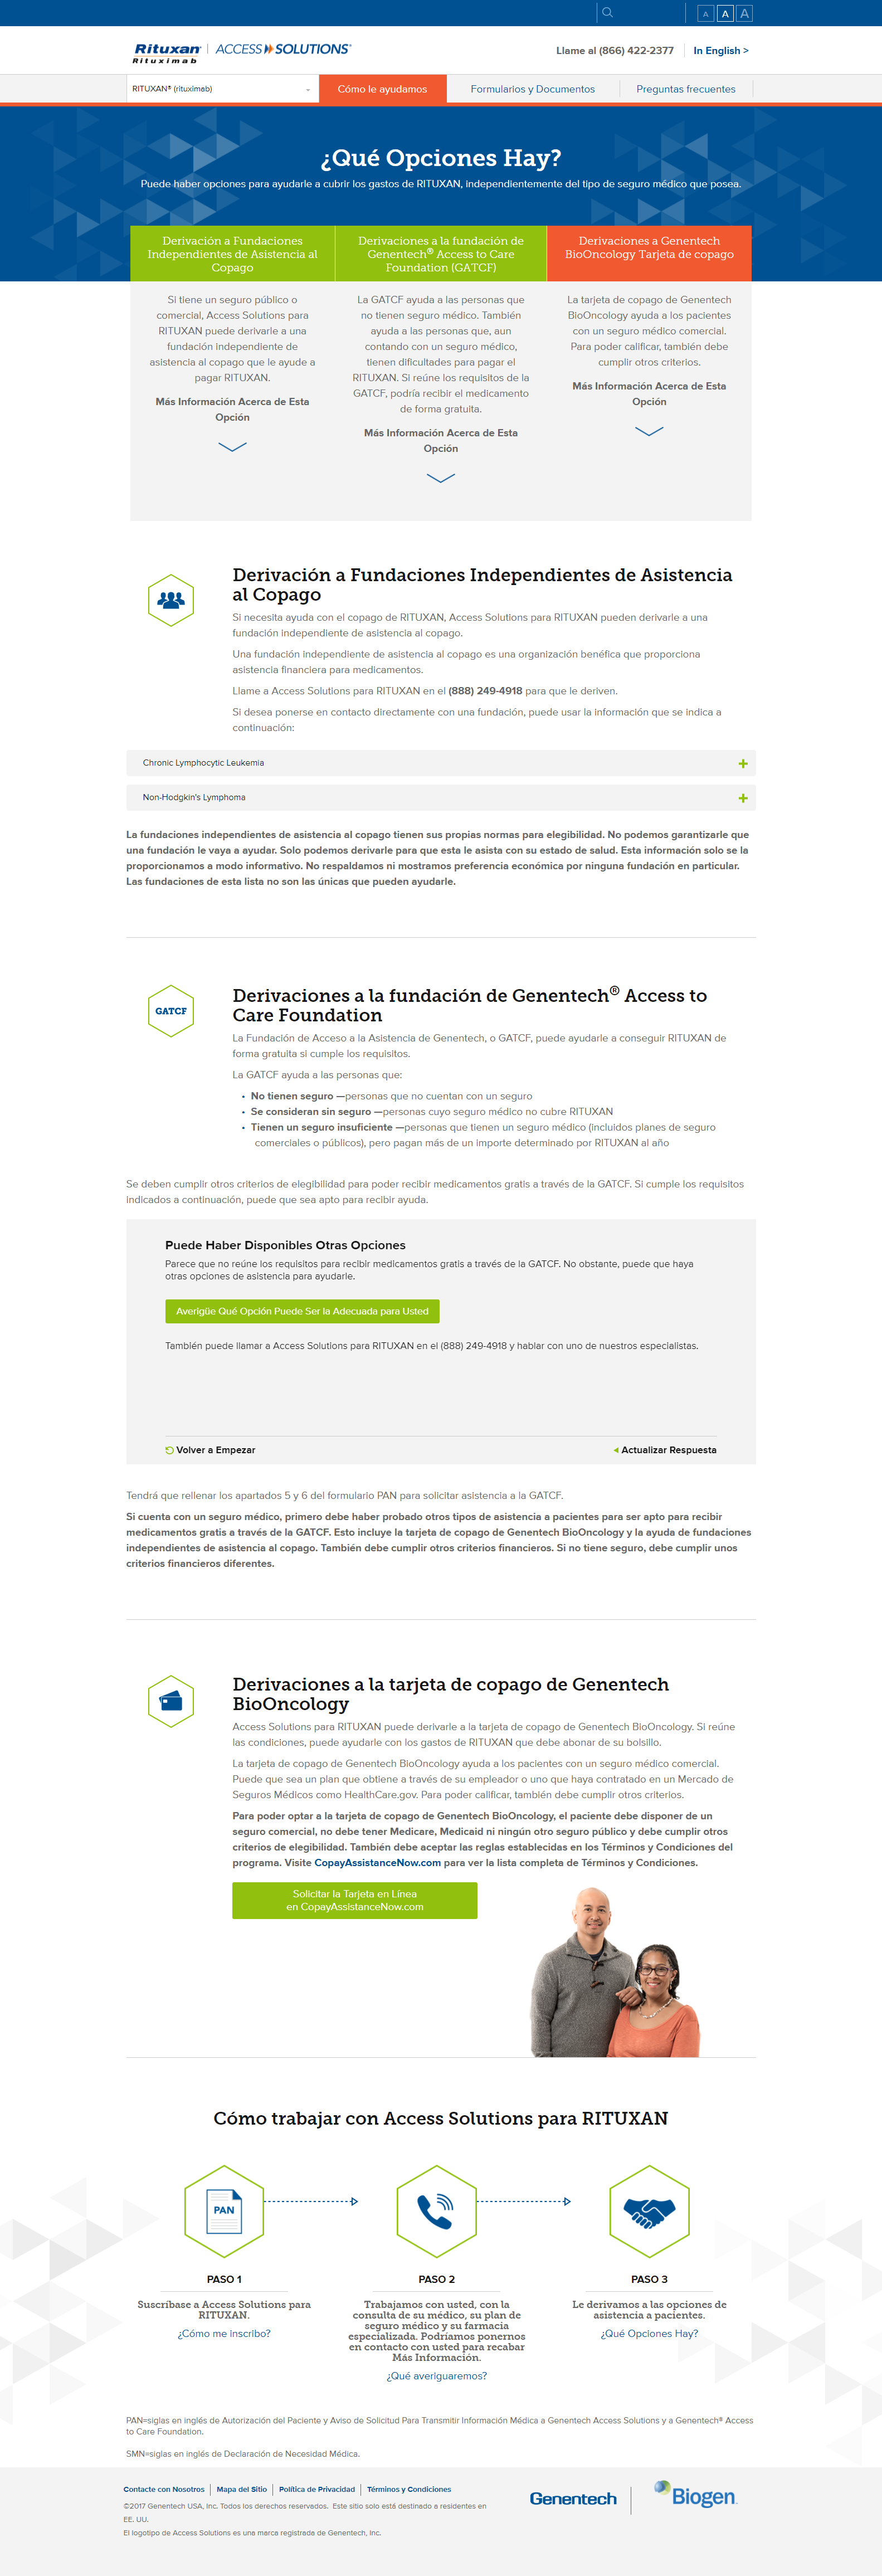 A A A
Rituxan® Rituximab | ACCESS SOLUTIONS®
Llame al (866) 422-2377 In English >
RITUXAN® (rituximab) Cómo le ayudamos Formularios y Documentos Preguntas frecuentes
¿Qué Opciones Hay?
Puede haber opciones para ayudarle a cubrir los gastos de RITUXAN, independientemente del tipo de seguro médico que posea.
Derivación a Fundaciones
Independientes de Asistencia al
Copago
Si tiene un seguro público o
comercial, Access Solutions para
RITUXAN puede derivarle a una
fundación independiente de
asistencia al copago que le ayude a
pagar RITUXAN.
Más Información Acerca de Esta
Opción
Derivaciones a la fundación de
Genentech® Access to Care
Foundation (GATCF)
La GATCF ayuda a las personas que
no tienen seguro médico. También
ayuda a las personas que, aun
contando con un seguro médico,
tienen dificultades para pagar el
RITUXAN. Si reúne los requisitos de la
GATCF, podría recibir el medicamento
de forma gratuita.
Más Información Acerca de Esta
Opción
Derivaciones a Genentech
BioOncology Tarjeta de copago
La tarjeta de copago de Genentech
BioOncology ayuda a los pacientes
con un seguro médico comercial.
Para poder calificar, también debe
cumplir otros criterios.
Más Información Acerca de Esta
Opción
Derivación a Fundaciones Independientes de Asistencia
al Copago
Si necesita ayuda con el copago de RITUXAN, Access Solutions para RITUXAN pueden derivarle a una
fundación independiente de asistencia al copago.
Una fundación independiente de asistencia al copago es una organización benéfica que proporciona
asistencia financiera para medicamentos.
Llame a Access Solutions para RITUXAN en el (888) 249-4918 para que le deriven.
Si desea ponerse en contacto directamente con una fundación, puede usar la información que se indica a
continuación:
Chronic Lymphocytic Leukemia
Non-Hodgkin's Lymphoma
La fundaciones independientes de asistencia al copago tienen sus propias normas para elegibilidad. No podemos garantizarle que
una fundación le vaya a ayudar. Solo podemos derivarle para que esta le asista con su estado de salud. Esta información solo se la
proporcionamos a modo informativo. No respaldamos ni mostramos preferencia económica por ninguna fundación en particular.
Las fundaciones de esta lista no son las únicas que pueden ayudarle.
GATCF
Derivaciones a la fundación de Genentech® Access to
Care Foundation
La Fundación de Acceso a la Asistencia de Genentech, o GATCF, puede ayudarle a conseguir RITUXAN de
forma gratuita si cumple los requisitos.
La GATCF ayuda a las personas que:
• No tienen seguro —personas que no cuentan con un seguro
• Se consideran sin seguro —personas cuyo seguro médico no cubre RITUXAN
• Tienen un seguro insuficiente —personas que tienen un seguro médico (incluidos planes de seguro
comerciales o públicos), pero pagan más de un importe determinado por RITUXAN al año
Se deben cumplir otros criterios de elegibilidad para poder recibir medicamentos gratis a través de la GATCF. Si cumple los requisitos
indicados a continuación, puede que sea apto para recibir ayuda.
Puede Haber Disponibles Otras Opciones
Parece que no reúne los requisitos para recibir medicamentos gratis a través de la GATCF. No obstante, puede que haya
otras opciones de asistencia para ayudarle.
Averigüe Qué Opción Puede Ser la Adecuada para Usted
También puede llamar a Access Solutions para RITUXAN en el (888) 249-4918 y hablar con uno de nuestros especialistas.
Volver a Empezar Actualizar Respuesta
Tendrá que rellenar los apartados 5 y 6 del formulario PAN para solicitar asistencia a la GATCF.
Si cuenta con un seguro médico, primero debe haber probado otros tipos de asistencia a pacientes para ser apto para recibir
medicamentos gratis a través de la GATCF. Esto incluye la tarjeta de copago de Genentech BioOncology y la ayuda de fundaciones
independientes de asistencia al copago. También debe cumplir otros criterios financieros. Si no tiene seguro, debe cumplir unos
criterios financieros diferentes.
Derivaciones a la tarjeta de copago de Genentech
BioOncology
Access Solutions para RITUXAN puede derivarle a la tarjeta de copago de Genentech BioOncology. Si reúne
las condiciones, puede ayudarle con los gastos de RITUXAN que debe abonar de su bolsillo.
La tarjeta de copago de Genentech BioOncology ayuda a los pacientes con un seguro médico comercial.
Puede que sea un plan que obtiene a través de su empleador o uno que haya contratado en un Mercado de
Seguros Médicos como HealthCare.gov. Para poder calificar, también debe cumplir otros criterios.
Para poder optar a la tarjeta de copago de Genentech BioOncology, el paciente debe disponer de un
seguro comercial, no debe tener Medicare, Medicaid ni ningún otro seguro público y debe cumplir otros
criterios de elegibilidad. También debe aceptar las reglas establecidas en los Términos y Condiciones del
programa. Visite CopayAssistanceNow.com para ver la lista completa de Términos y Condiciones.
Solicitar la Tarjeta en Línea
en CopayAssistanceNow.com
Cómo trabajar con Access Solutions para RITUXAN
PAN
PASO 1
Suscríbase a Access Solutions para
RITUXAN.
¿Cómo me inscribo?
PASO 2
Trabajamos con usted, con la
consulta de su médico, su plan de
seguro médico y su farmacia
especializada. Podríamos ponernos
en contacto con usted para recabar
Más Información.
¿Qué averiguaremos?
PASO 3
Le derivamos a las opciones de
asistencia a pacientes.
¿Qué Opciones Hay?
PAN=siglas en inglés de Autorización del Paciente y Aviso de Solicitud Para Transmitir Información Médica a Genentech Access Solutions y a Genentech® Access
to Care Foundation.
SMN=siglas en inglés de Declaración de Necesidad Médica.
Contacte con Nosotros | Mapa del Sitio | Política de Privacidad | Términos y Condiciones
©2017 Genentech USA, Inc. Todos los derechos reservados. Este sitio solo está destinado a residentes en
EE. UU.
El logotipo de Access Solutions es una marca registrada de Genentech, Inc.
Genentech | Biogen